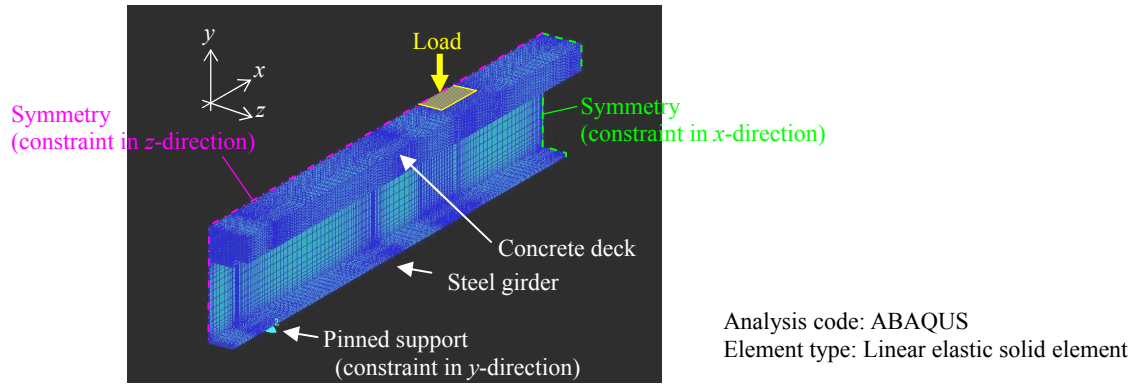 y
Load
x
z
Symmetry
(constraint in z-direction)
Symmetry
(constraint in x-direction)
Concrete deck
Steel girder
Pinned support
(constraint in y-direction)
Analysis code: ABAQUS
Element type: Linear elastic solid element